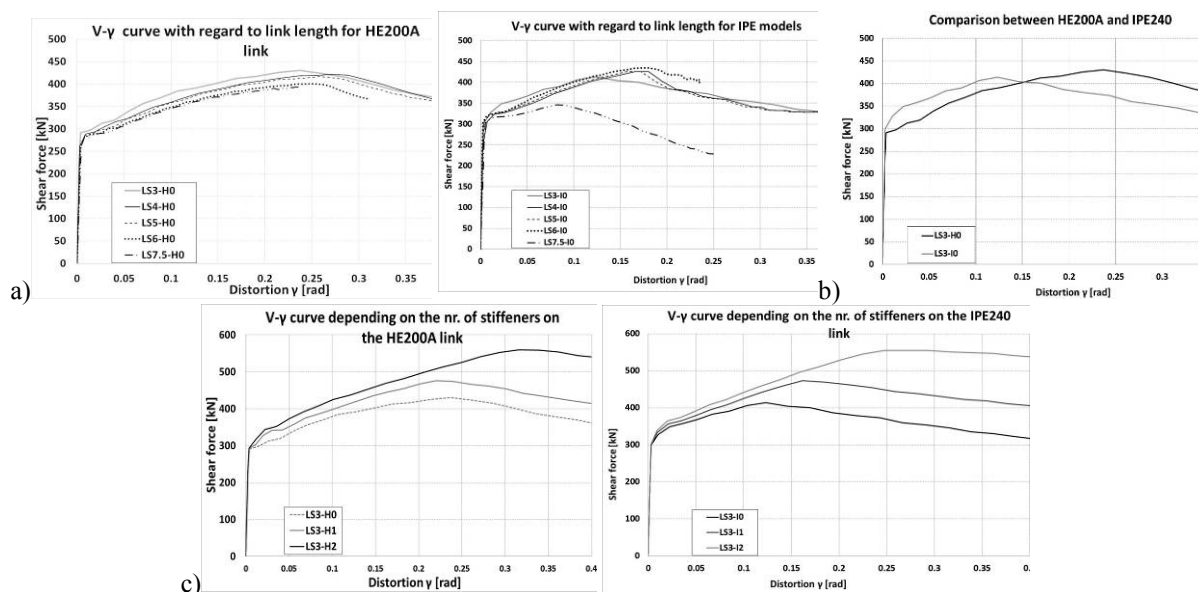 a)
V-γ curve with regard to link length for HE200A
link
Shear force [kN]
500
450
400
350
300
250
200
150
100
50
0
LS3-H0
LS4-H0
LS5-H0
LS6-H0
LS7.5-H0
0 0.05 0.1 0.15 0.2 0.25 0.3 0.35
Distortion γ [rad]
V-γ curve with regard to link length for IPE models
Shear force [kN]
500
450
400
350
300
250
200
150
100
50
0
LS3-I0
LS4-I0
LS5-I0
LS6-I0
LS7.5-I0
0 0.05 0.1 0.15 0.2 0.25 0.3 0.35
Distortion γ [rad]
b)
Comparison between HE200A and IPE240
Shear force [kN]
500
450
400
350
300
250
200
150
100
50
0
LS3-H0
LS3-I0
0 0.05 0.1 0.15 0.2 0.25 0.3
Distortion γ [rad]
c)
V-γ curve depending on the nr. of stiffeners on
the HE200A link
Shear force [kN]
600
500
400
300
200
100
0
LS3-H0
LS3-H1
LS3-H2
0 0.05 0.1 0.15 0.2 0.25 0.3 0.35 0.4
Distortion γ [rad]
V-γ curve depending on the nr. of stiffeners on the IPE240
link
Shear force [kN]
600
500
400
300
200
100
0
LS3-I0
LS3-I1
LS3-I2
0 0.05 0.1 0.15 0.2 0.25 0.3 0.35 0.
Distortion γ [rad]